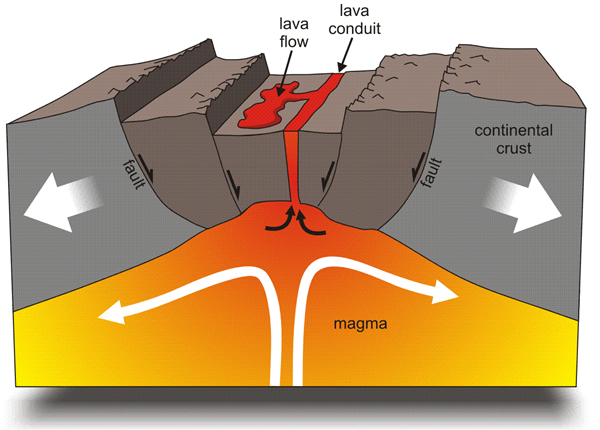 lava
flow
lava
conduit
continental
crust
fault
fault
magma